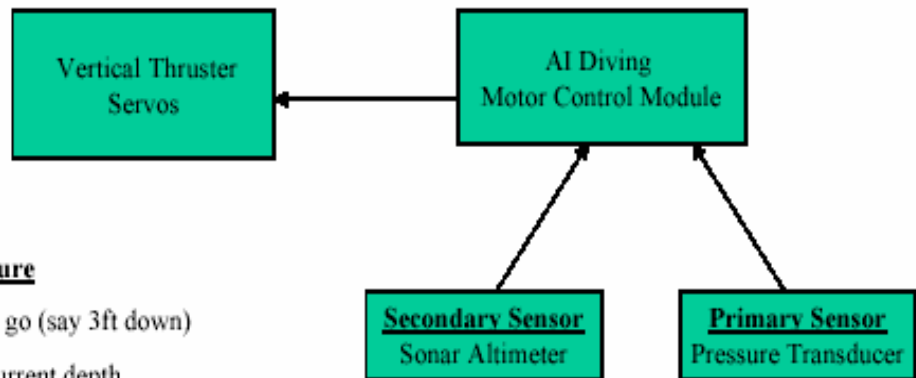 Vertical Thruster
Servos
AI Diving
Motor Control Module
go (say 3ft down)
depth
Secondary Sensor
Sonar Altimeter
Primary Sensor
Pressure Transducer